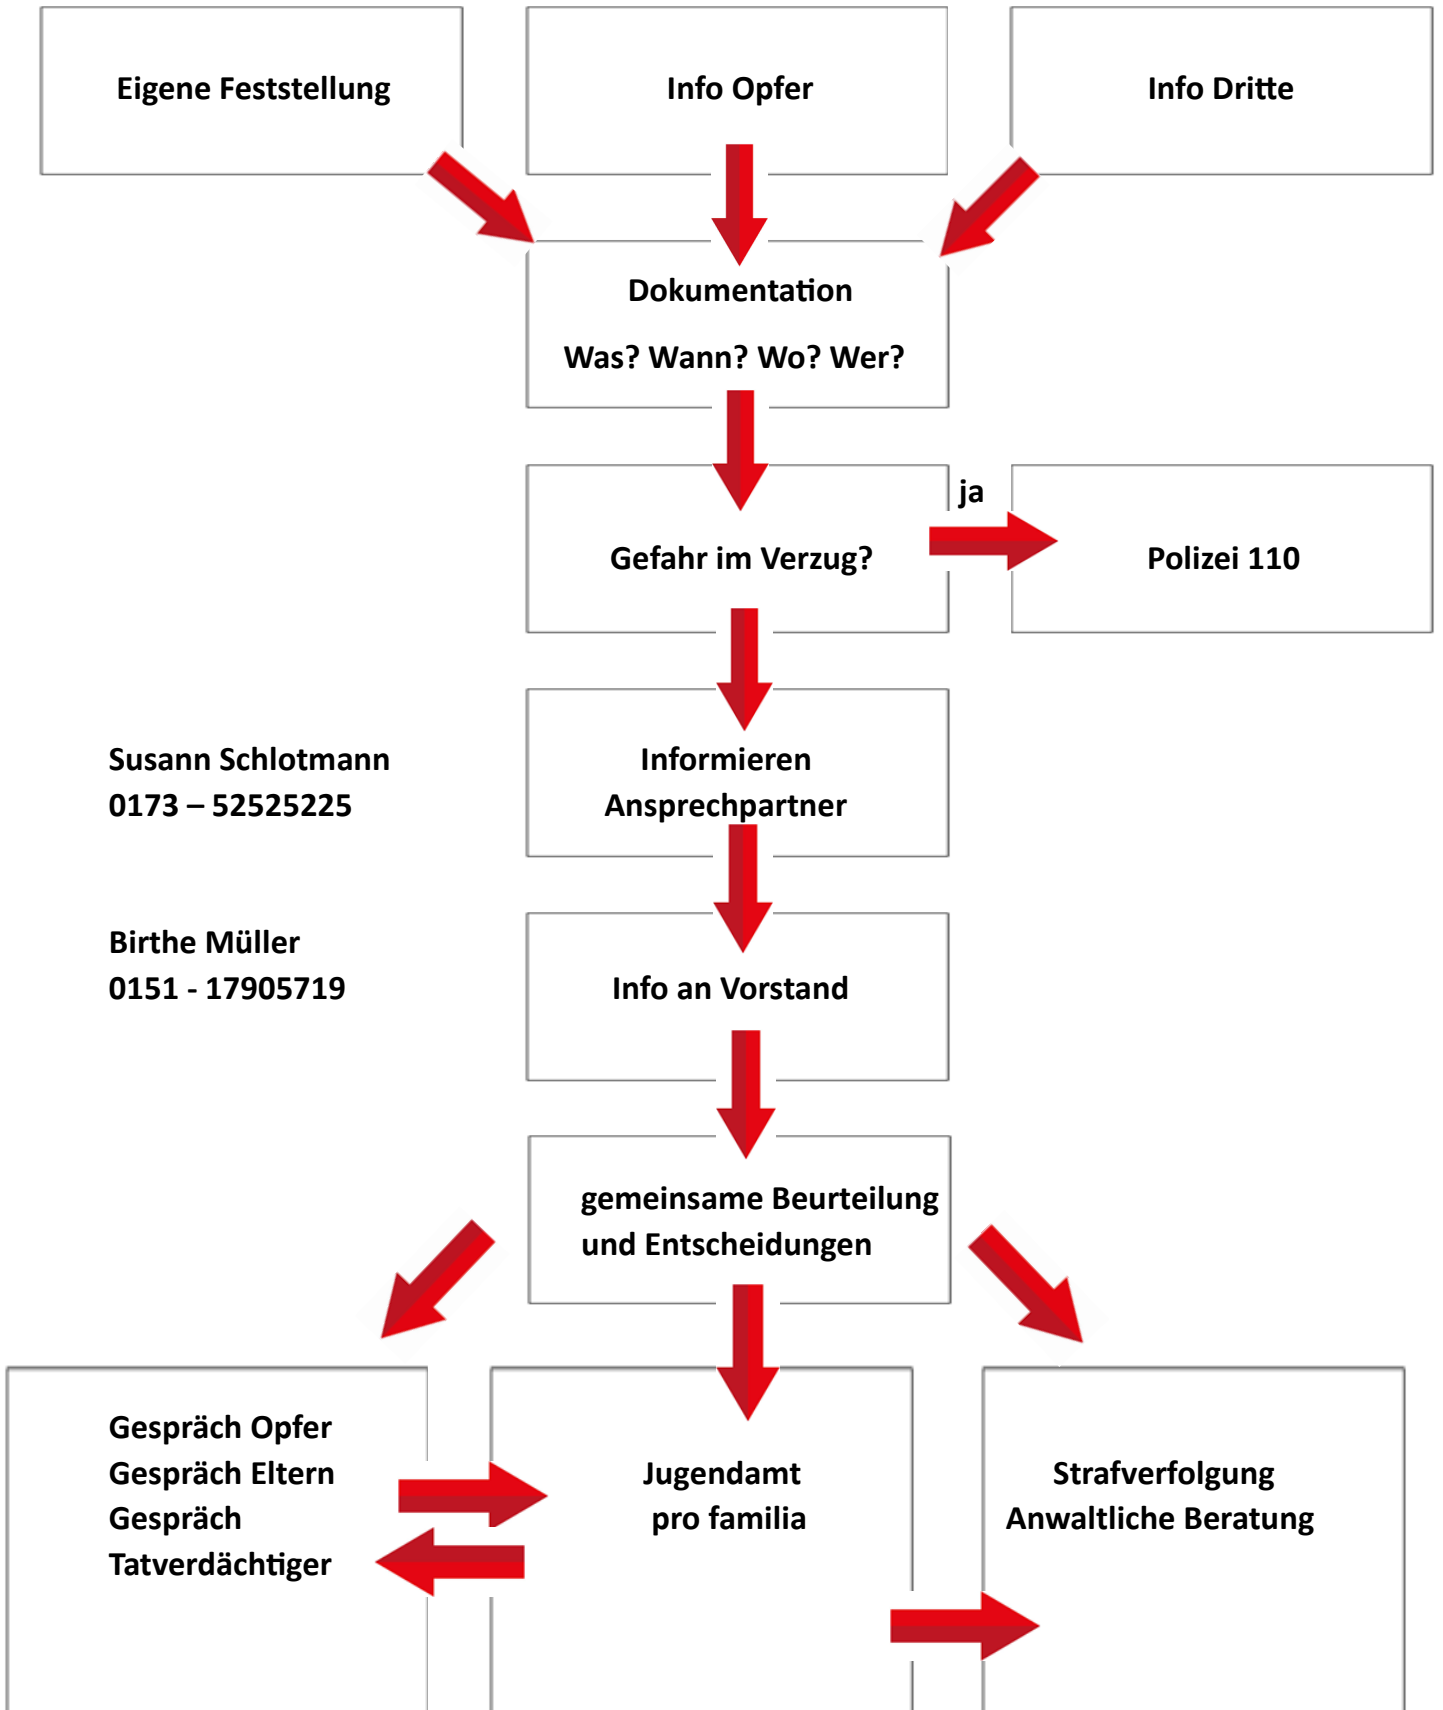 Eigene Feststellung
Info Opfer
Info Dritte
Dokumentation
Was? Wann? Wo? Wer?
ja
Gefahr im Verzug?
Polizei 110
Susann Schlotmann
0173 – 52525225
Informieren
Ansprechpartner
Birthe Müller
0151 - 17905719
Info an Vorstand
gemeinsame Beurteilung
und Entscheidungen
Gespräch Opfer
Gespräch Eltern
Gespräch
Tatverdächtiger
Jugendamt
pro familia
Strafverfolgung
Anwaltliche Beratung